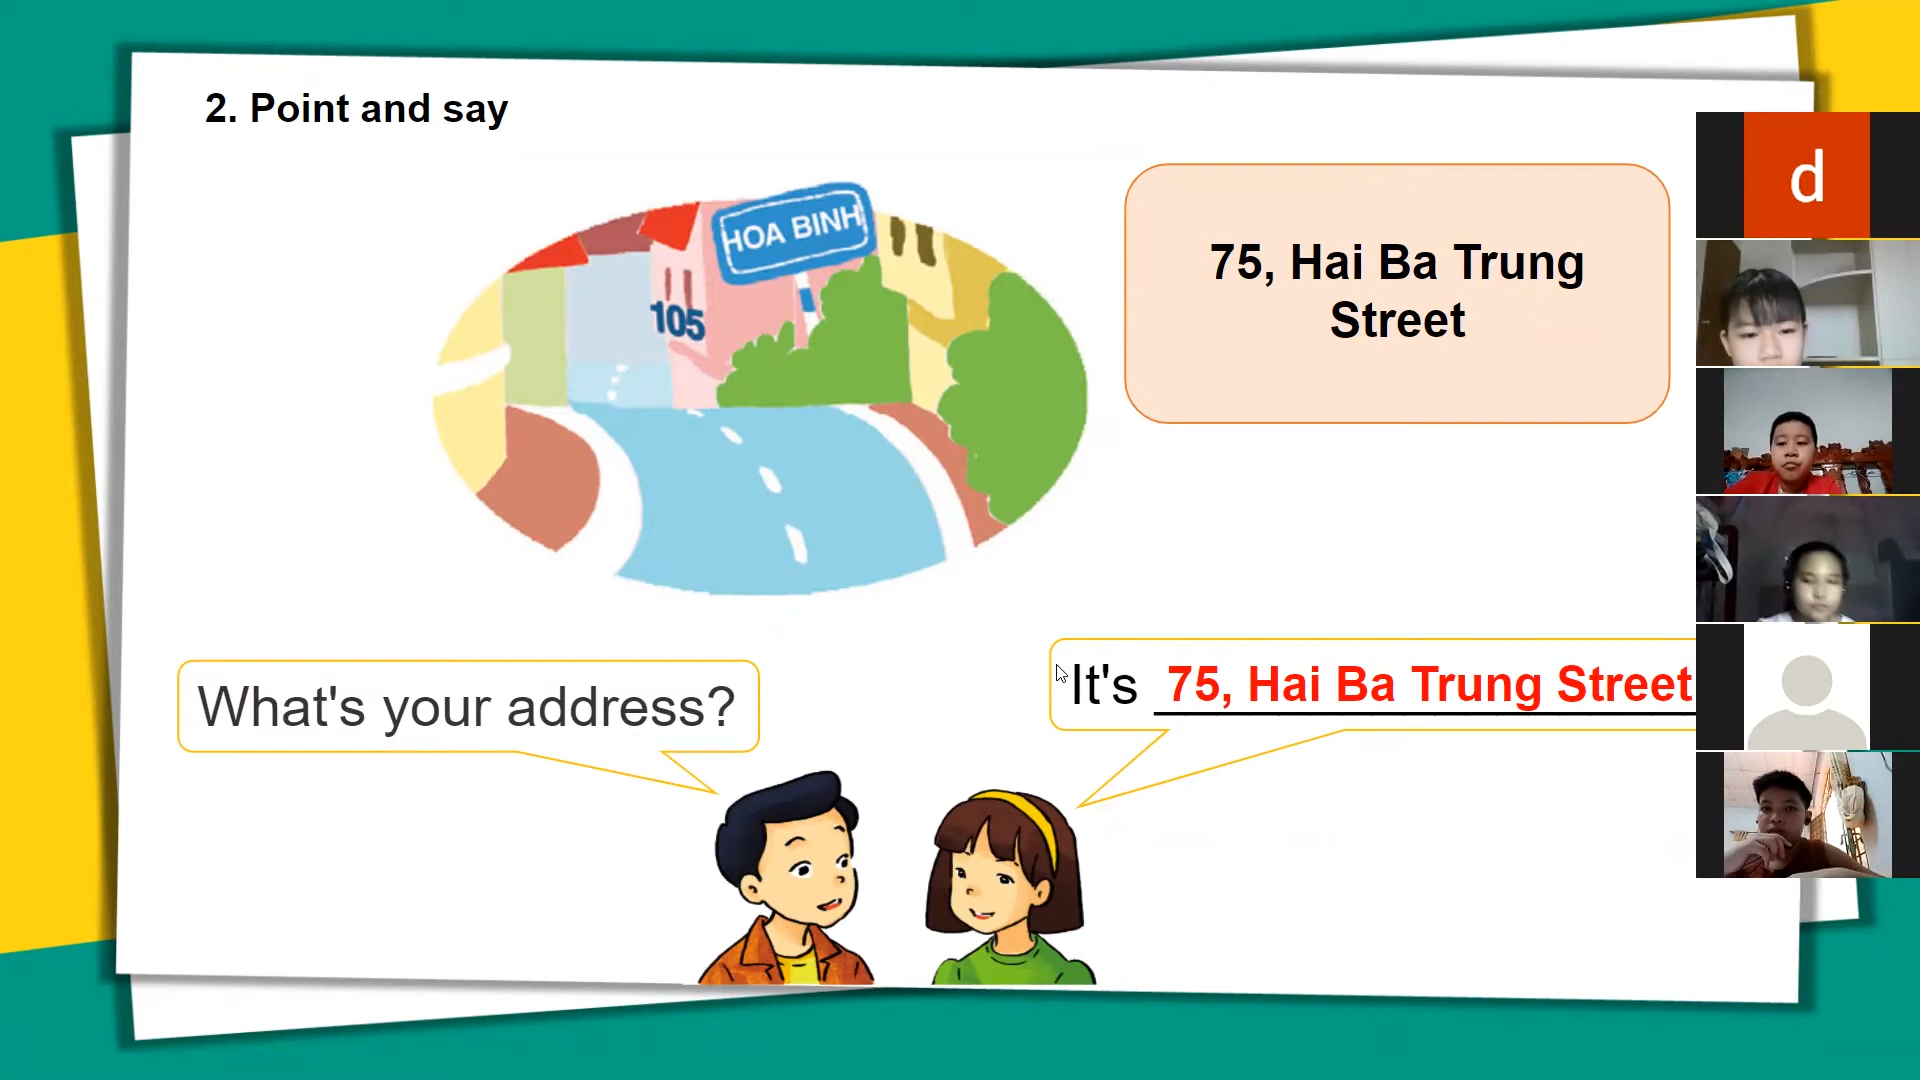 2. Point and say
HOA BINH
105
75, Hai Ba Trung
Street
What's your address?
It's 75, Hai Ba Trung Street
d